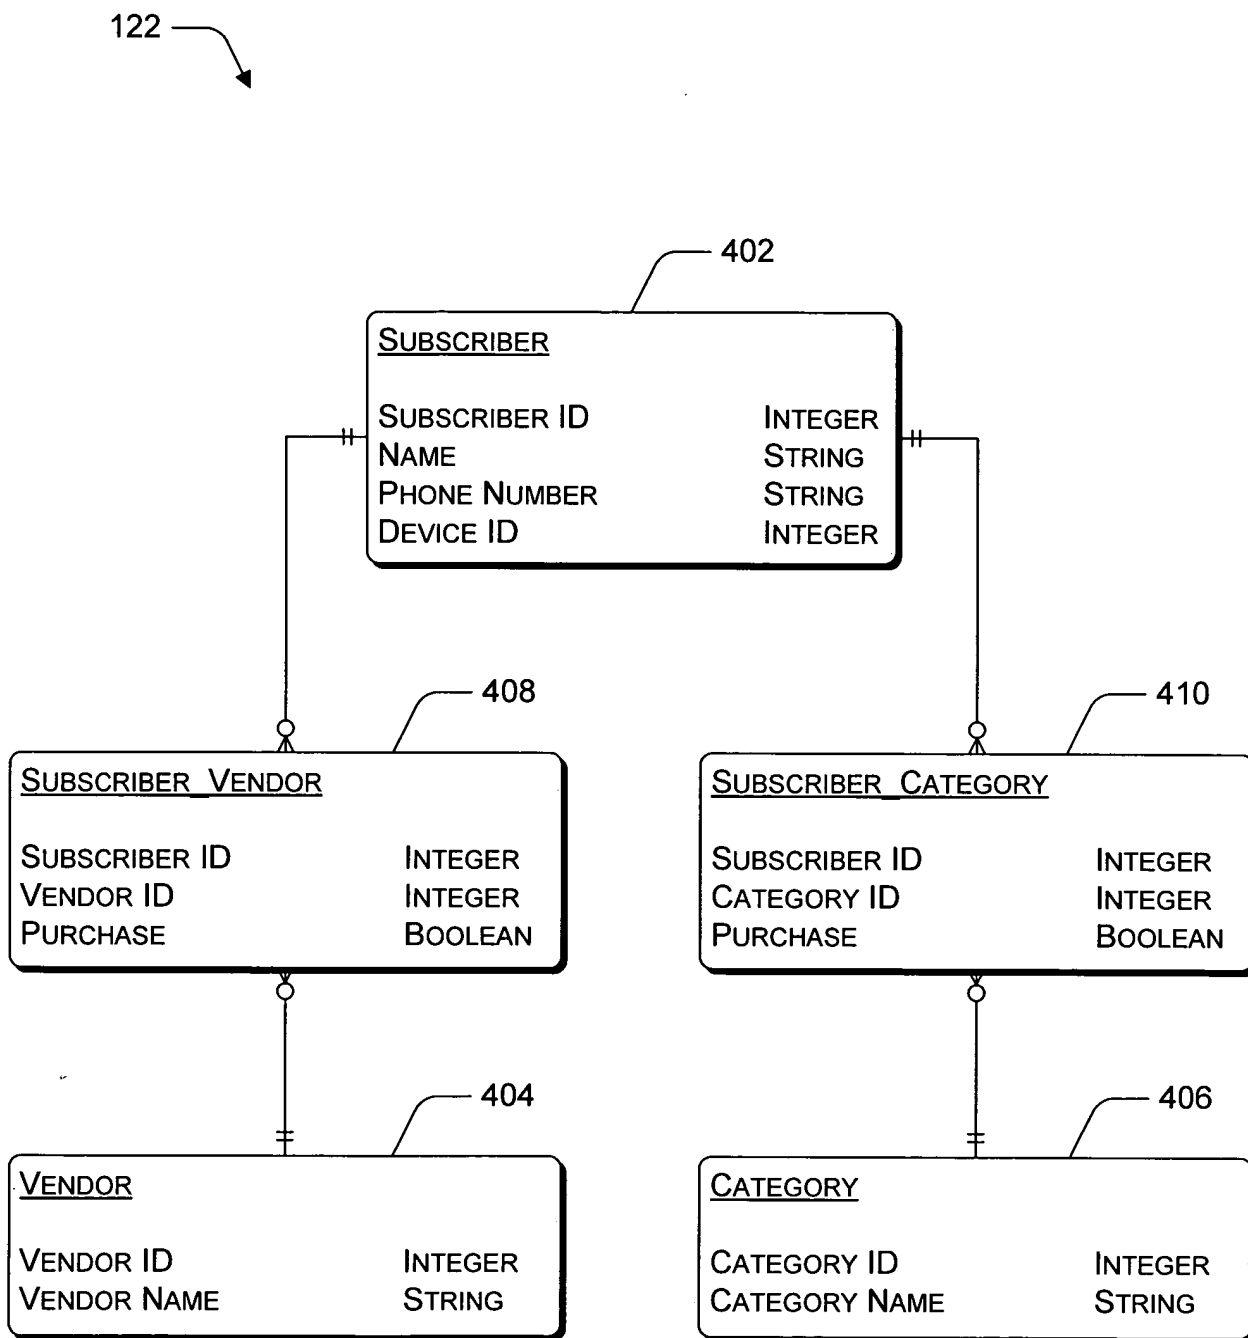 122
402
SUBSCRIBER
SUBSCRIBER ID INTEGER
NAME STRING
PHONE NUMBER STRING
DEVICE ID INTEGER
408
410
SUBSCRIBER_VENDOR
SUBSCRIBER ID INTEGER
VENDOR ID INTEGER
PURCHASE BOOLEAN
SUBSCRIBER_CATEGORY
SUBSCRIBER ID INTEGER
CATEGORY ID INTEGER
PURCHASE BOOLEAN
404
406
VENDOR
VENDOR ID INTEGER
VENDOR NAME STRING
CATEGORY
CATEGORY ID INTEGER
CATEGORY NAME STRING